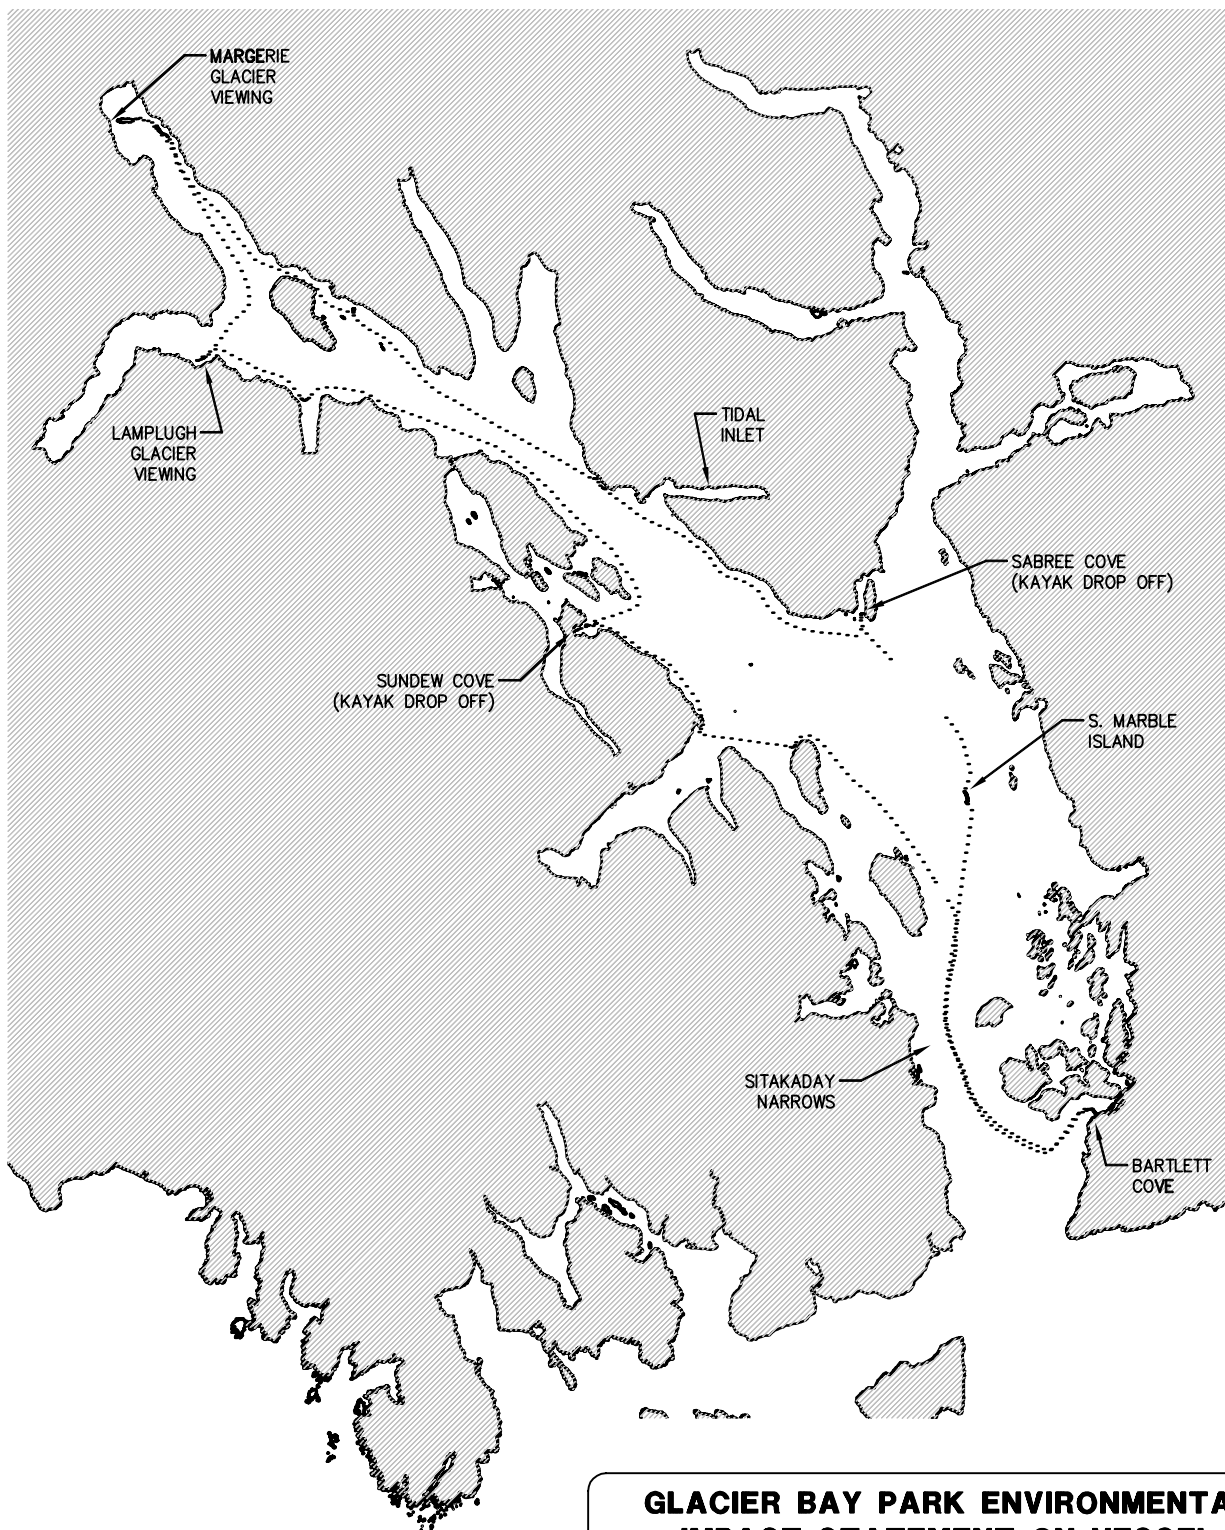 MARGERIE
GLACIER
VIEWING
LAMPLUGH
GLACIER
VIEWING
TIDAL
INLET
SABREE COVE
(KAYAK DROP OFF)
SUNDEW COVE
(KAYAK DROP OFF)
S. MARBLE
ISLAND
SITAKADAY
NARROWS
BARTLETT
COVE
GLACIER BAY PARK ENVIRONMENTA